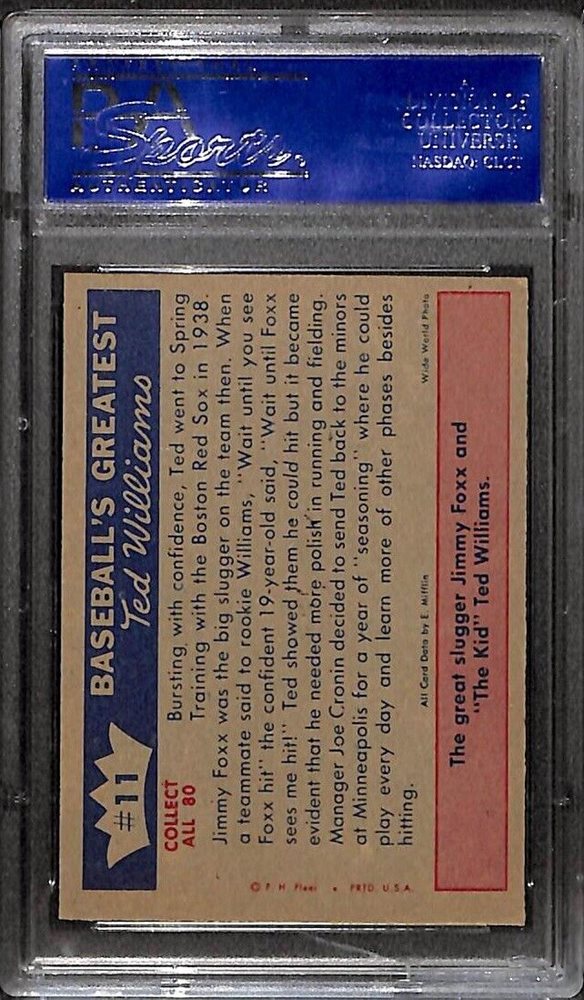 Shorty.
AUTHENTICATOR
DIVISION OF
COLLECTORS
UNIVERSE
NASDAQ: CLCT
#11
BASEBALL'S GREATEST
Ted Williams
COLLECT
ALL 80
Bursting with confidence, Ted went to Spring
Training with the Boston Red Sox in 1938.
Jimmy Foxx was the big slugger on the team then. When
a teammate said to rookie Williams, "Wait until you see
Foxx hit" the confident 19-year-old said, "Wait until Foxx
sees me hit!" Ted showed them he could hit but it became
evident that he needed more polish in running and fielding.
Manager Joe Cronin decided to send Ted back to the minors
at Minneapolis for a year of "seasoning" where he could
play every day and learn more of other phases besides
hitting.
© F H Fleer • PRTD U.S.A.
All Card Data by E. Mifflin
Wide World Photo
The great slugger Jimmy Foxx and
"The Kid" Ted Williams.